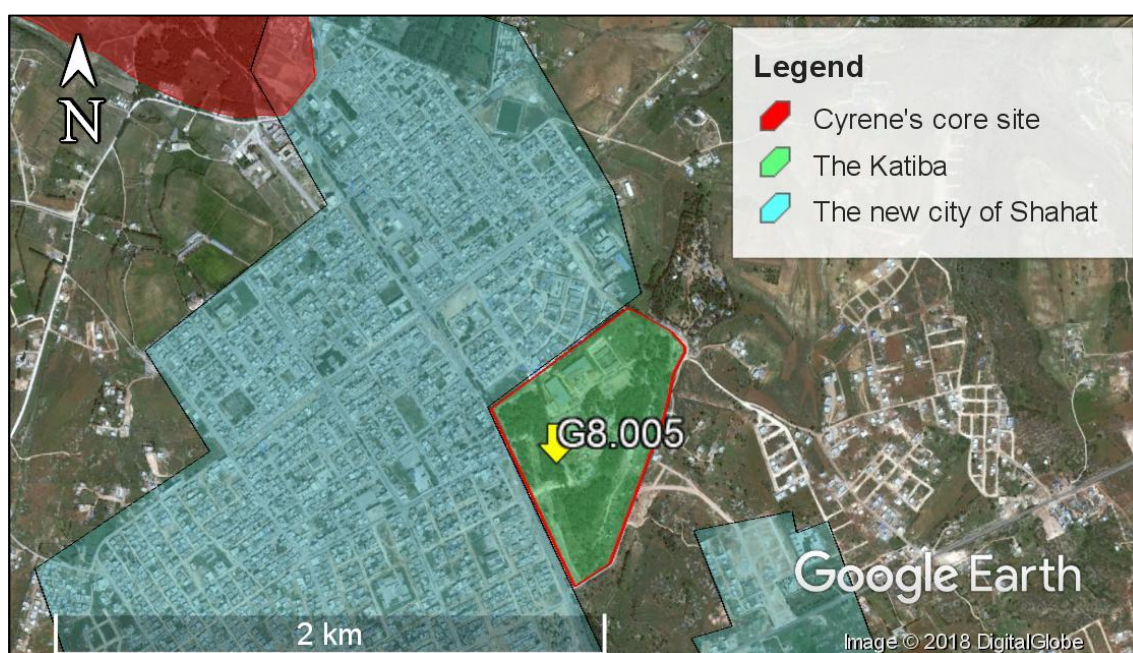 N
Legend
Cyrene's core site
The Katiba
The new city of Shahat
G8.005
Google Earth
2 km
Image © 2018 DigitalGlobe